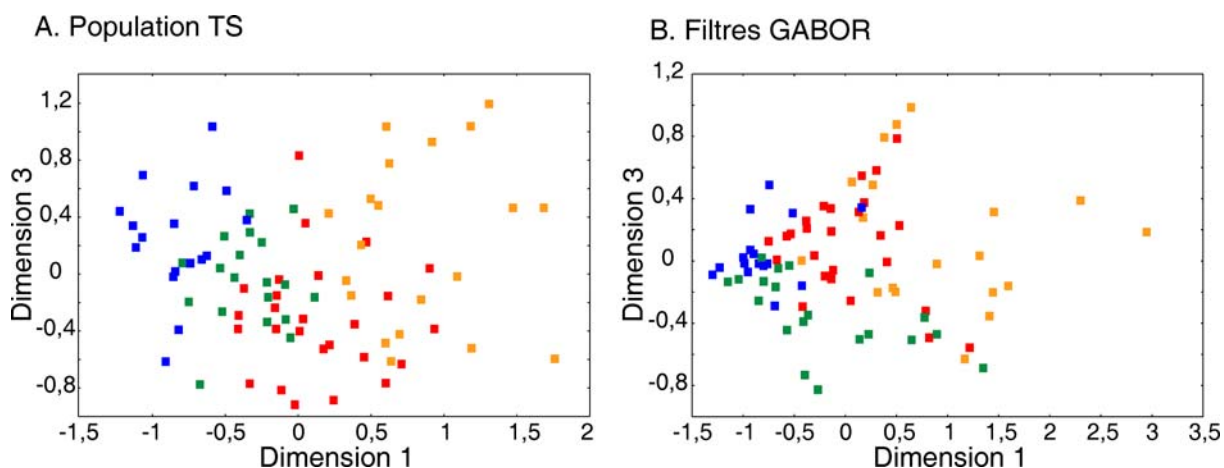 A. Population TS
B. Filtres GABOR
1,2
0,8
0,4
0
-0,4
-0,8
Dimension 3
-1,5 -1 -0,5 0 0,5 1 1,5 2
Dimension 1
1,2
0,8
0,4
0
-0,4
-0,8
Dimension 3
-1,5 -1 -0,5 0 0,5 1 1,5 2 2,5 3 3,5
Dimension 1